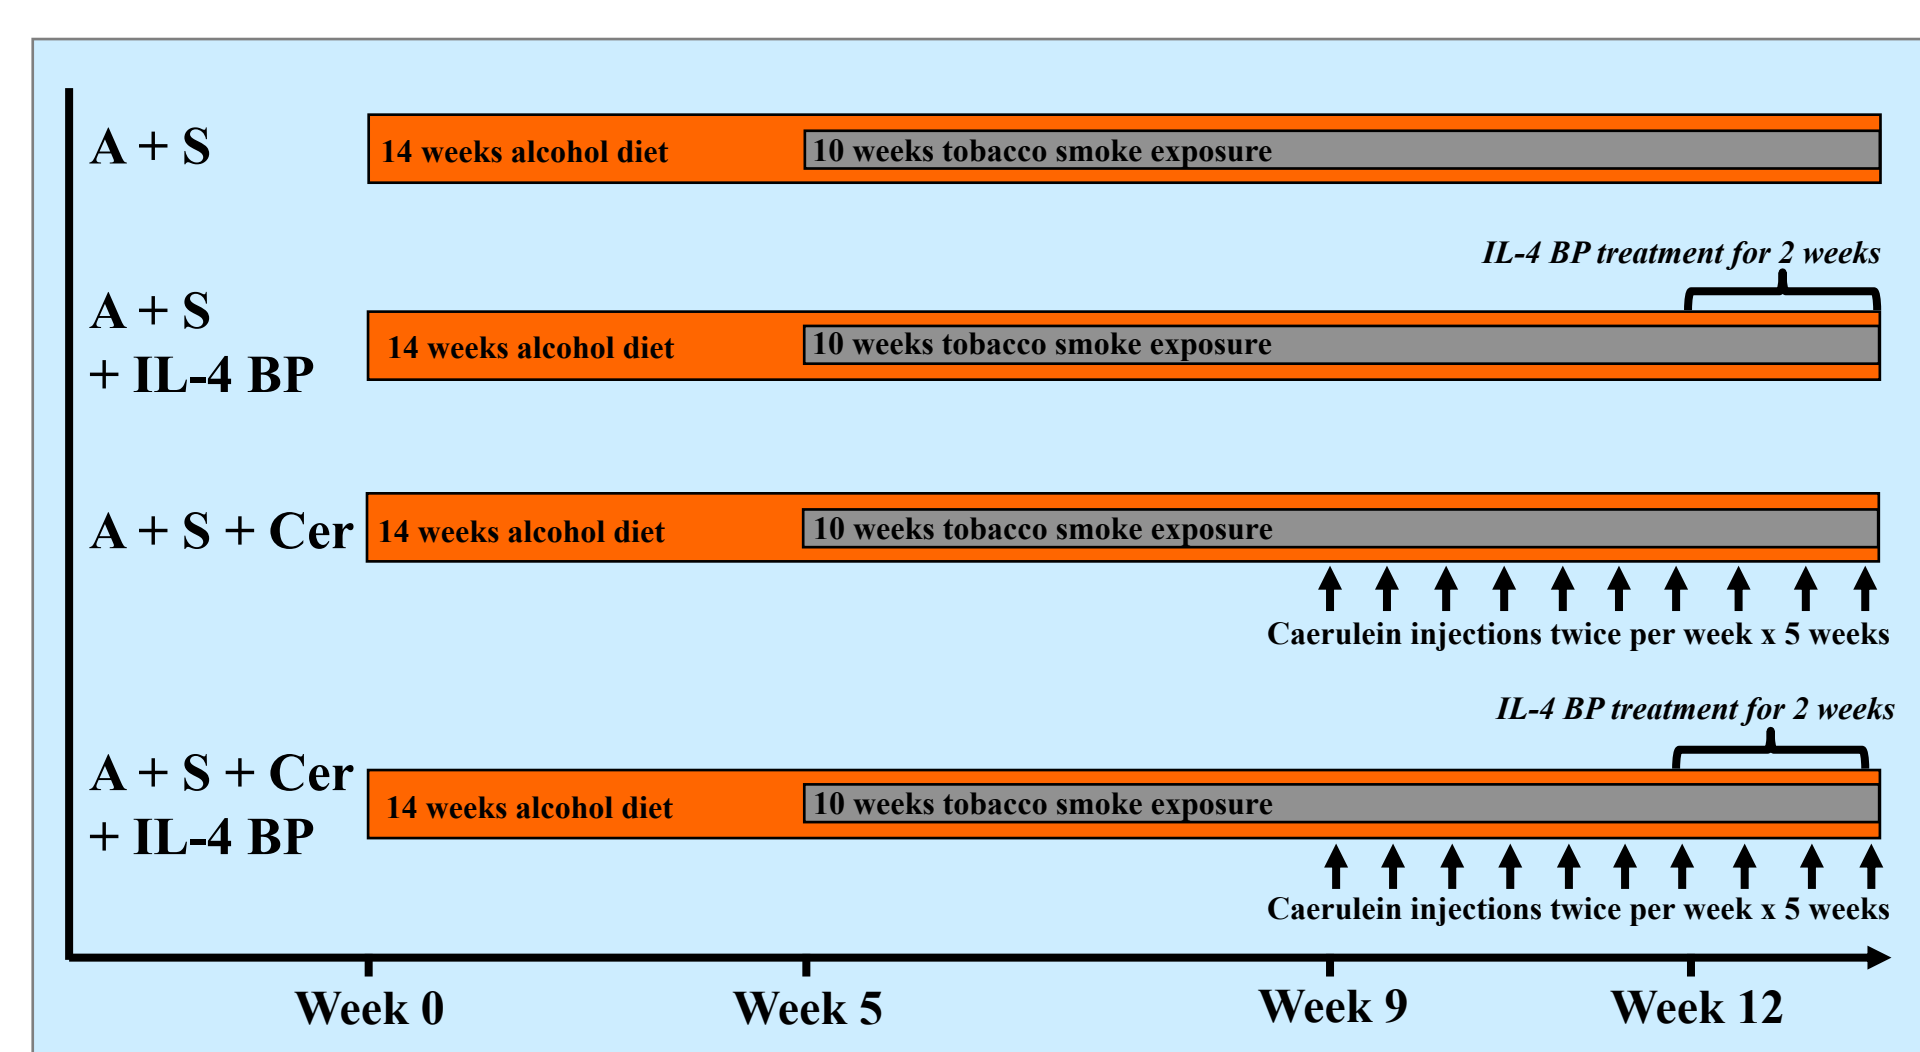 A + S
14 weeks alcohol diet
10 weeks tobacco smoke exposure
IL-4 BP treatment for 2 weeks
A + S
+ IL-4 BP
14 weeks alcohol diet
10 weeks tobacco smoke exposure
A + S + Cer
14 weeks alcohol diet
10 weeks tobacco smoke exposure
Caerulein injections twice per week x 5 weeks
IL-4 BP treatment for 2 weeks
A + S + Cer
+ IL-4 BP
14 weeks alcohol diet
10 weeks tobacco smoke exposure
Caerulein injections twice per week x 5 weeks
Week 0
Week 5
Week 9
Week 12